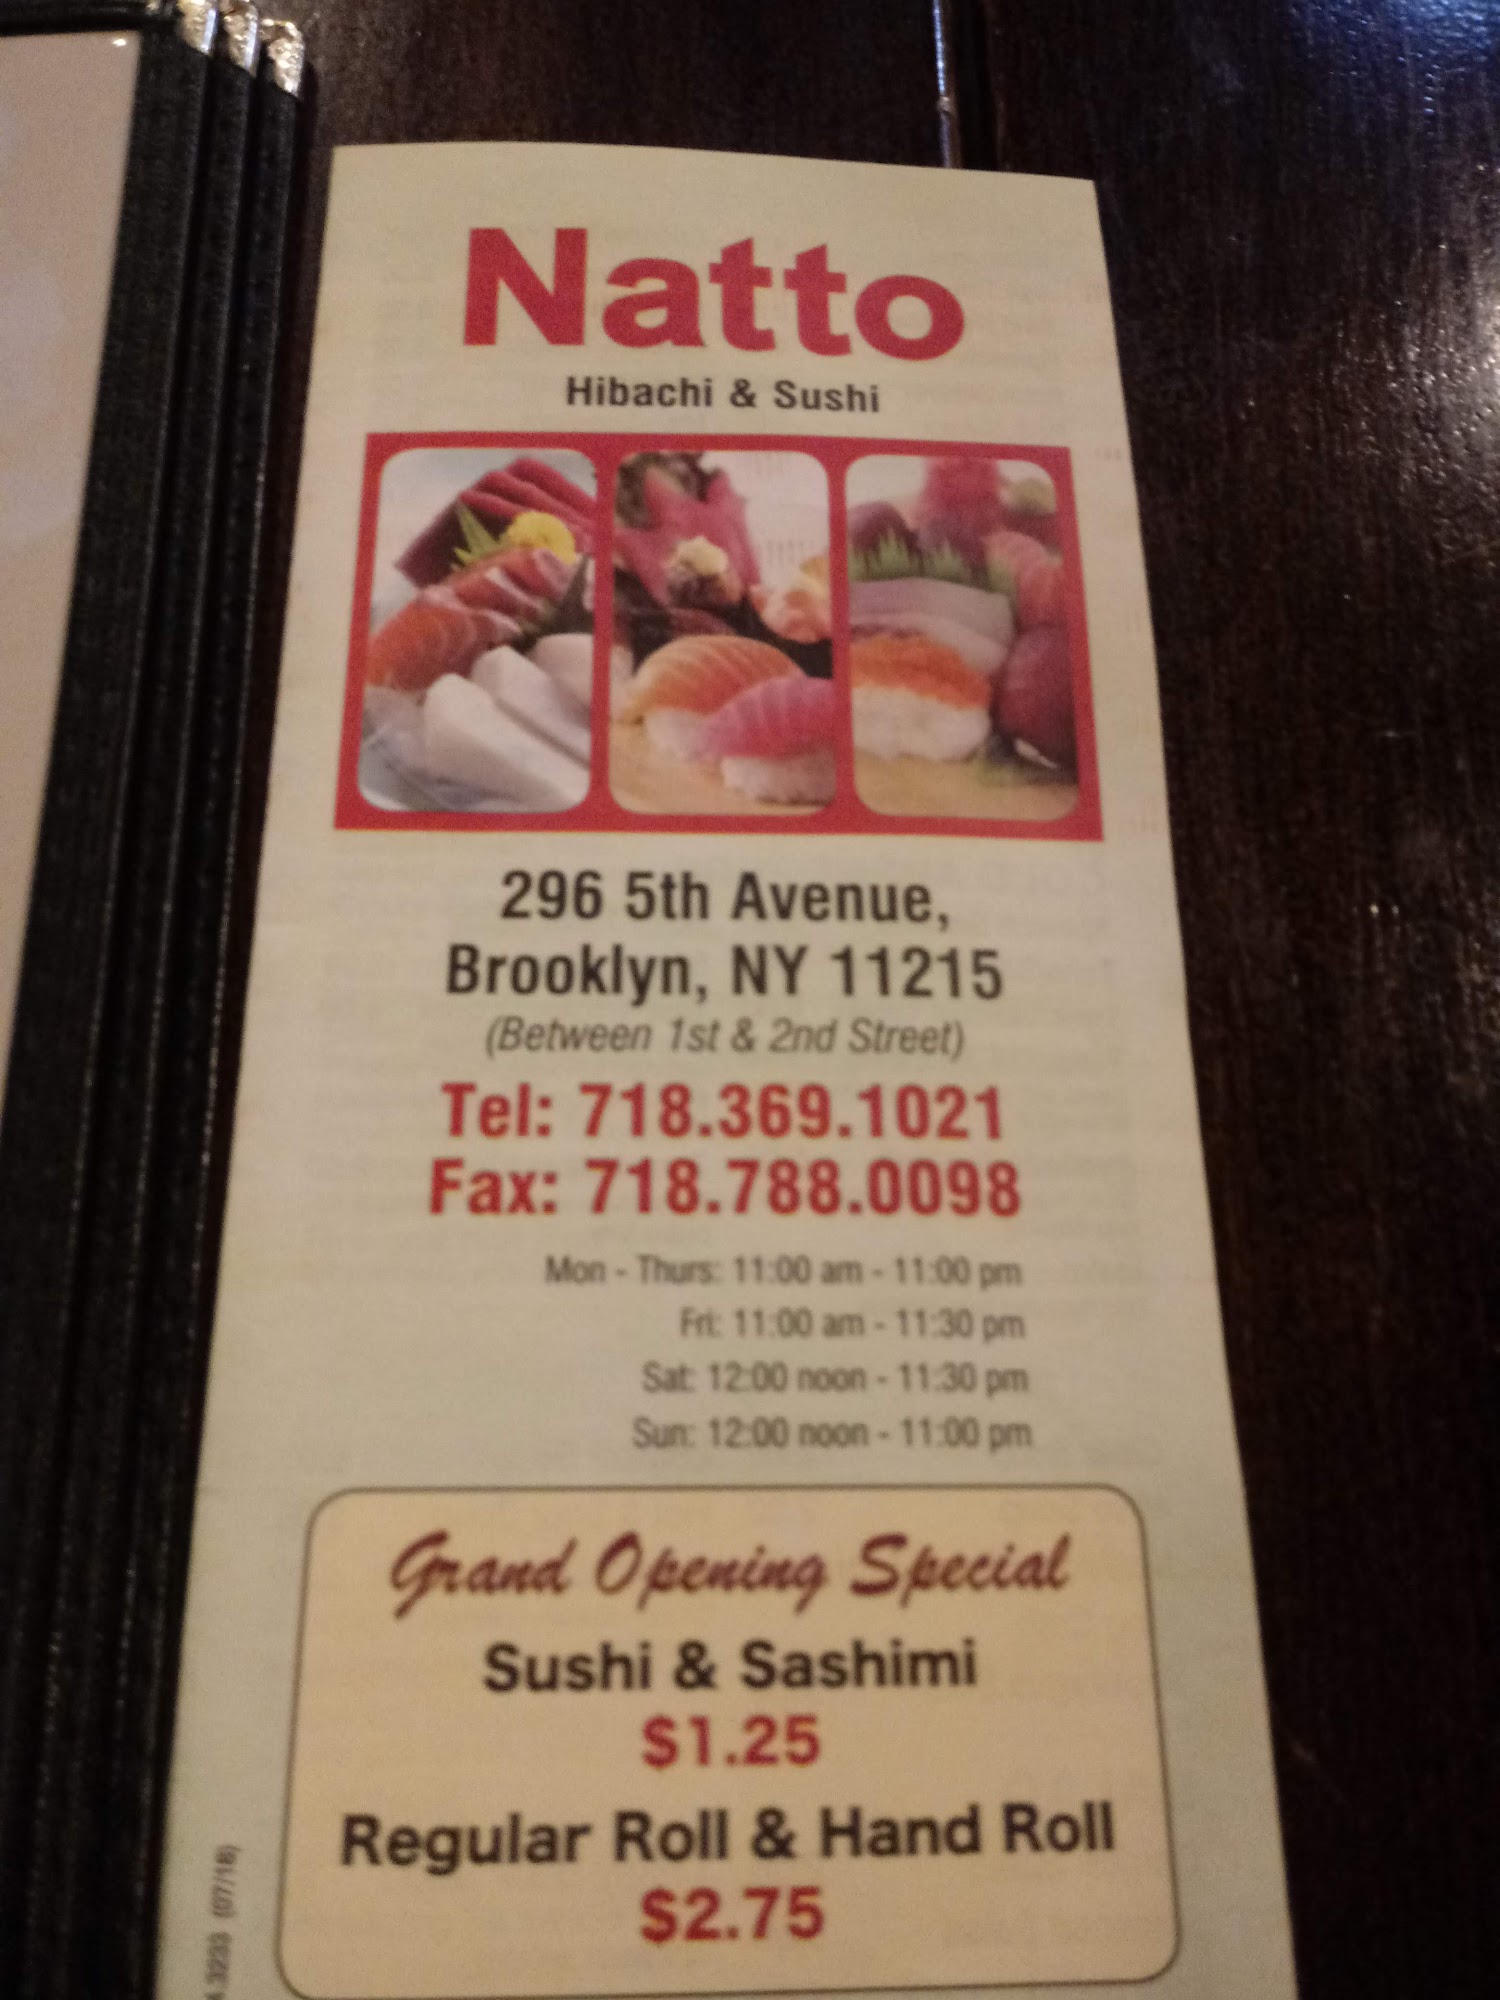 Natto
Hibachi & Sushi
296 5th Avenue,
Brooklyn, NY 11215
(Between 1st & 2nd Street)
Tel: 718.369.1021
Fax: 718.788.0098
Mon - Thurs: 11:00 am - 11:00 pm
Fri: 11:00 am - 11:30 pm
Sat: 12:00 noon - 11:30 pm
Sun: 12:00 noon - 11:00 pm
Grand Opening Special
Sushi & Sashimi
$1.25
Regular Roll & Hand Roll
$2.75
.3233 (07/16)